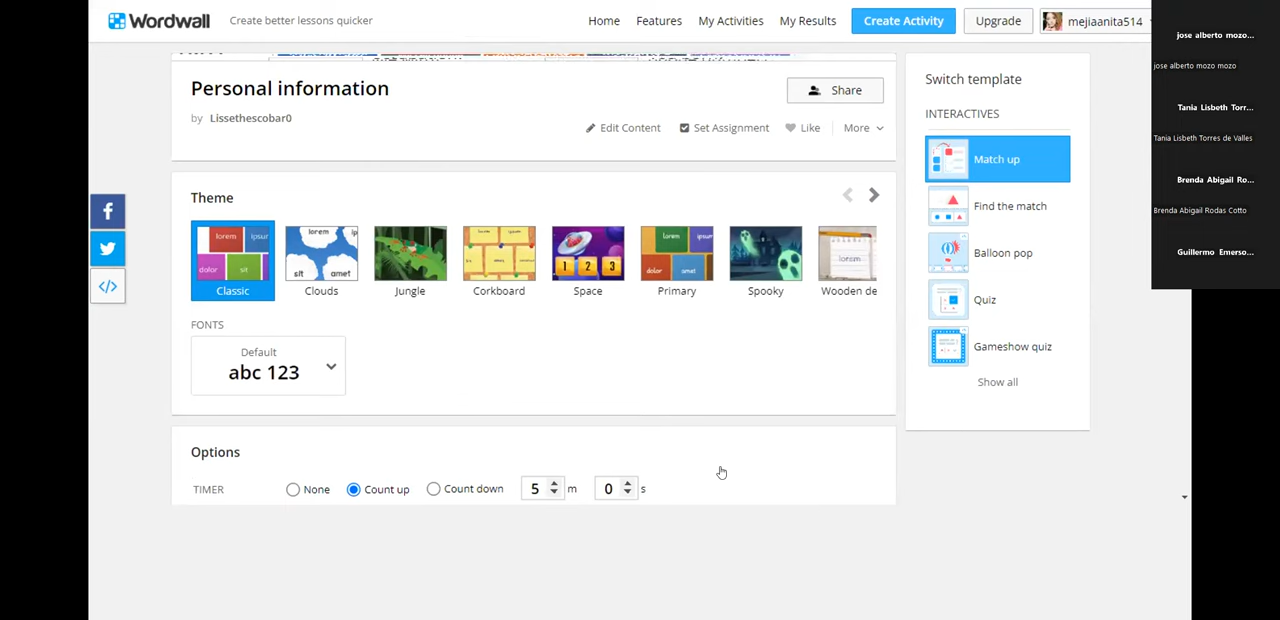 Wordwall
Create better lessons quicker
Home
Features
My Activities
My Results
Create Activity
Upgrade
mejiaanita514
jose alberto mozo...
jose alberto mozo mozo
Tania Lisbeth Torr...
Tania Lisbeth Torres de Valles
Brenda Abigail Ro...
Brenda Abigail Rodas Cotto
Guillermo Emerso...
Personal information
Share
by Lissethescobar0
Edit Content
Set Assignment
Like
More
Theme
lorem ipsu
dolor sit
Classic
lorem ip
sit amet
Clouds
Jungle
Corkboard
1 2 3
Space
lorem ipsu
dolor amet
Primary
Spooky
lorem
Wooden de
FONTS
Default
abc 123
Options
TIMER
None
Count up
Count down
5 m
0 s
Switch template
INTERACTIVES
Match up
Find the match
Balloon pop
Quiz
Gameshow quiz
Show all